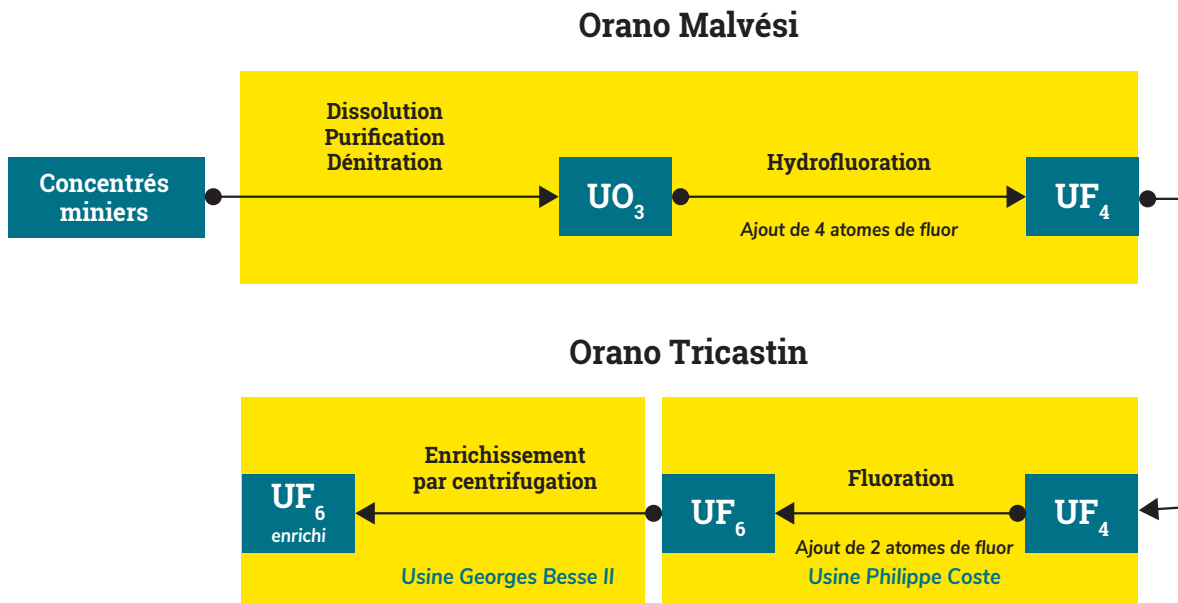 Orano Malvési
Dissolution
Purification
Dénitration
Concentrés
miniers
UO₃
Hydrofluoration
Ajout de 4 atomes de fluor
UF₄
Orano Tricastin
UF₆
enrichi
Enrichissement
par centrifugation
Usine Georges Besse II
UF₆
Fluoration
Ajout de 2 atomes de fluor
Usine Philippe Coste
UF₄